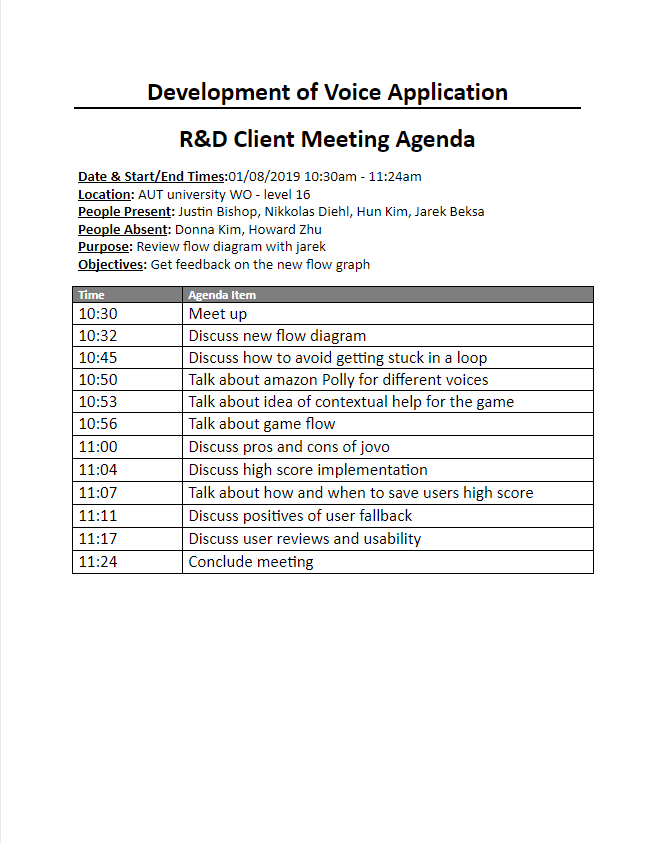 Development of Voice Application
R&D Client Meeting Agenda
Date & Start/End Times:01/08/2019 10:30am - 11:24am
Location: AUT university WO - level 16
People Present: Justin Bishop, Nikkolas Diehl, Hun Kim, Jarek Beksa
People Absent: Donna Kim, Howard Zhu
Purpose: Review flow diagram with jarek
Objectives: Get feedback on the new flow graph
Time Agenda Item
10:30 Meet up
10:32 Discuss new flow diagram
10:45 Discuss how to avoid getting stuck in a loop
10:50 Talk about amazon Polly for different voices
10:53 Talk about idea of contextual help for the game
10:56 Talk about game flow
11:00 Discuss pros and cons of jovo
11:04 Discuss high score implementation
11:07 Talk about how and when to save users high score
11:11 Discuss positives of user fallback
11:17 Discuss user reviews and usability
11:24 Conclude meeting